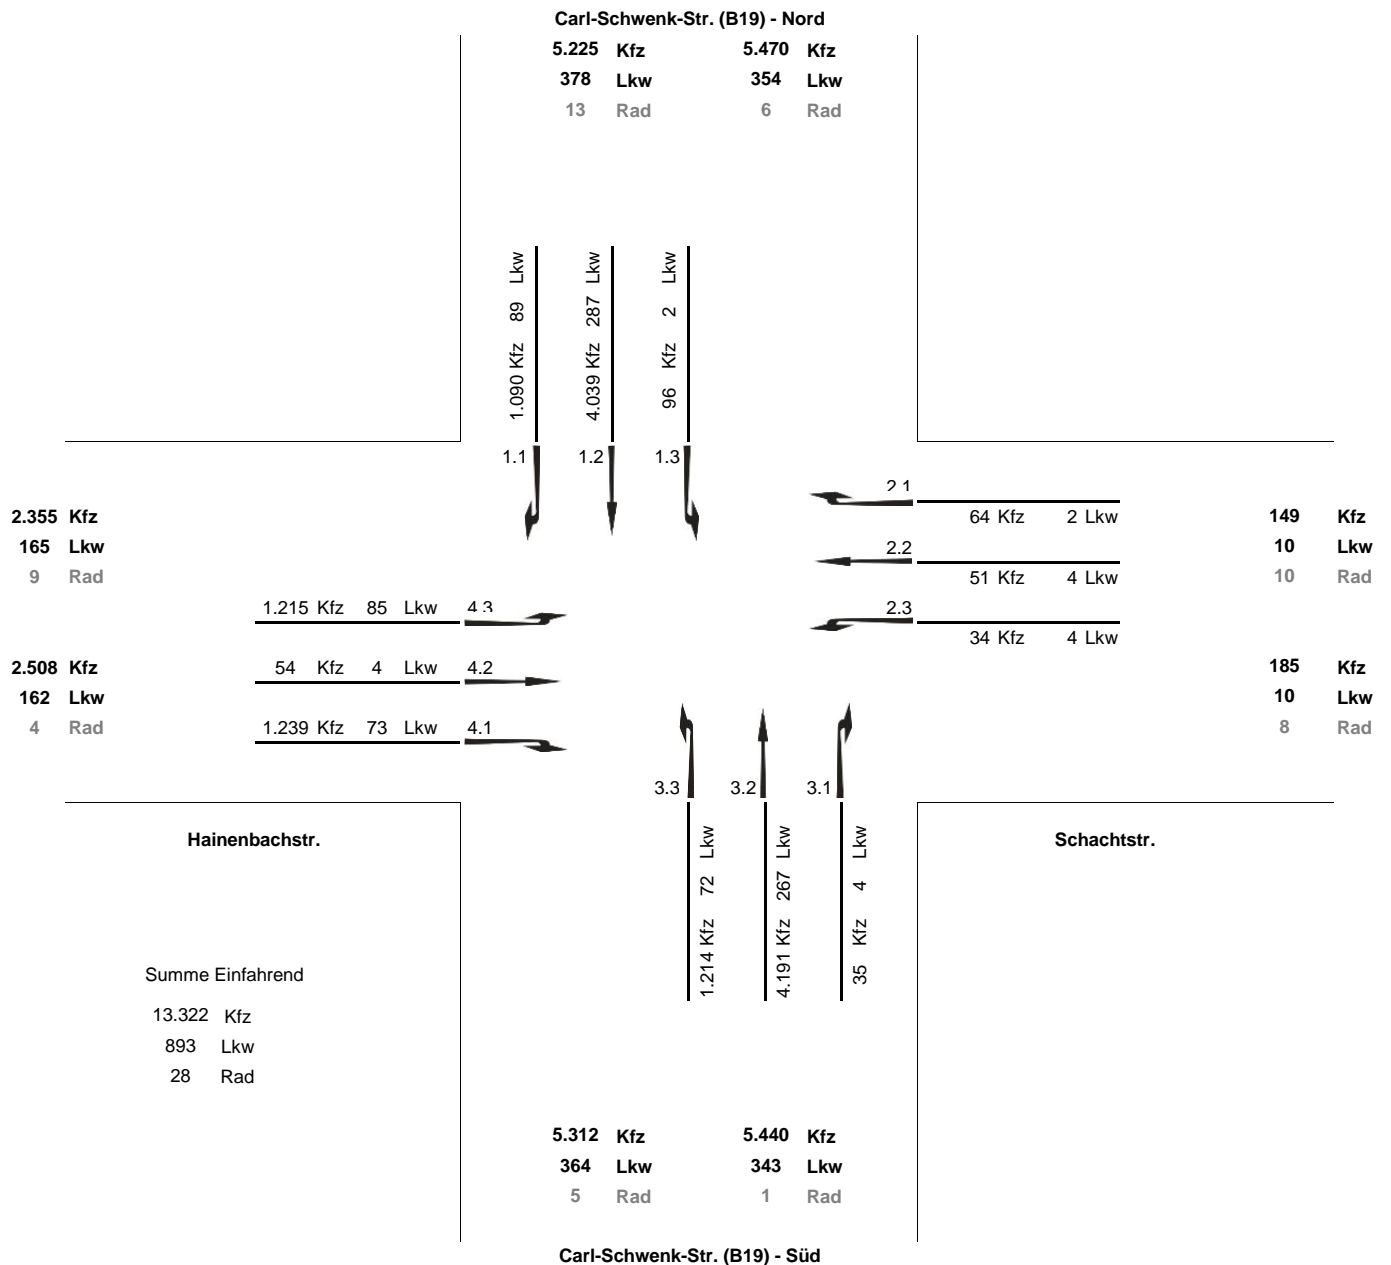 Carl-Schwenk-Str. (B19) - Nord
5.225 Kfz 5.470 Kfz
378 Lkw 354 Lkw
13 Rad 6 Rad
1.090 Kfz 89 Lkw
4.039 Kfz 287 Lkw
96 Kfz 2 Lkw
1.1 1.2 1.3
2.355 Kfz
165 Lkw
9 Rad
2.1
64 Kfz 2 Lkw
2.2
51 Kfz 4 Lkw
2.3
34 Kfz 4 Lkw
149 Kfz
10 Lkw
10 Rad
1.215 Kfz 85 Lkw 4.3
54 Kfz 4 Lkw 4.2
1.239 Kfz 73 Lkw 4.1
2.508 Kfz
162 Lkw
4 Rad
185 Kfz
10 Lkw
8 Rad
3.3 3.2 3.1
1.214 Kfz 72 Lkw
4.191 Kfz 267 Lkw
35 Kfz 4 Lkw
Hainenbachstr.
Schachtstr.
Summe Einfahrend
13.322 Kfz
893 Lkw
28 Rad
5.312 Kfz 5.440 Kfz
364 Lkw 343 Lkw
5 Rad 1 Rad
Carl-Schwenk-Str. (B19) - Süd